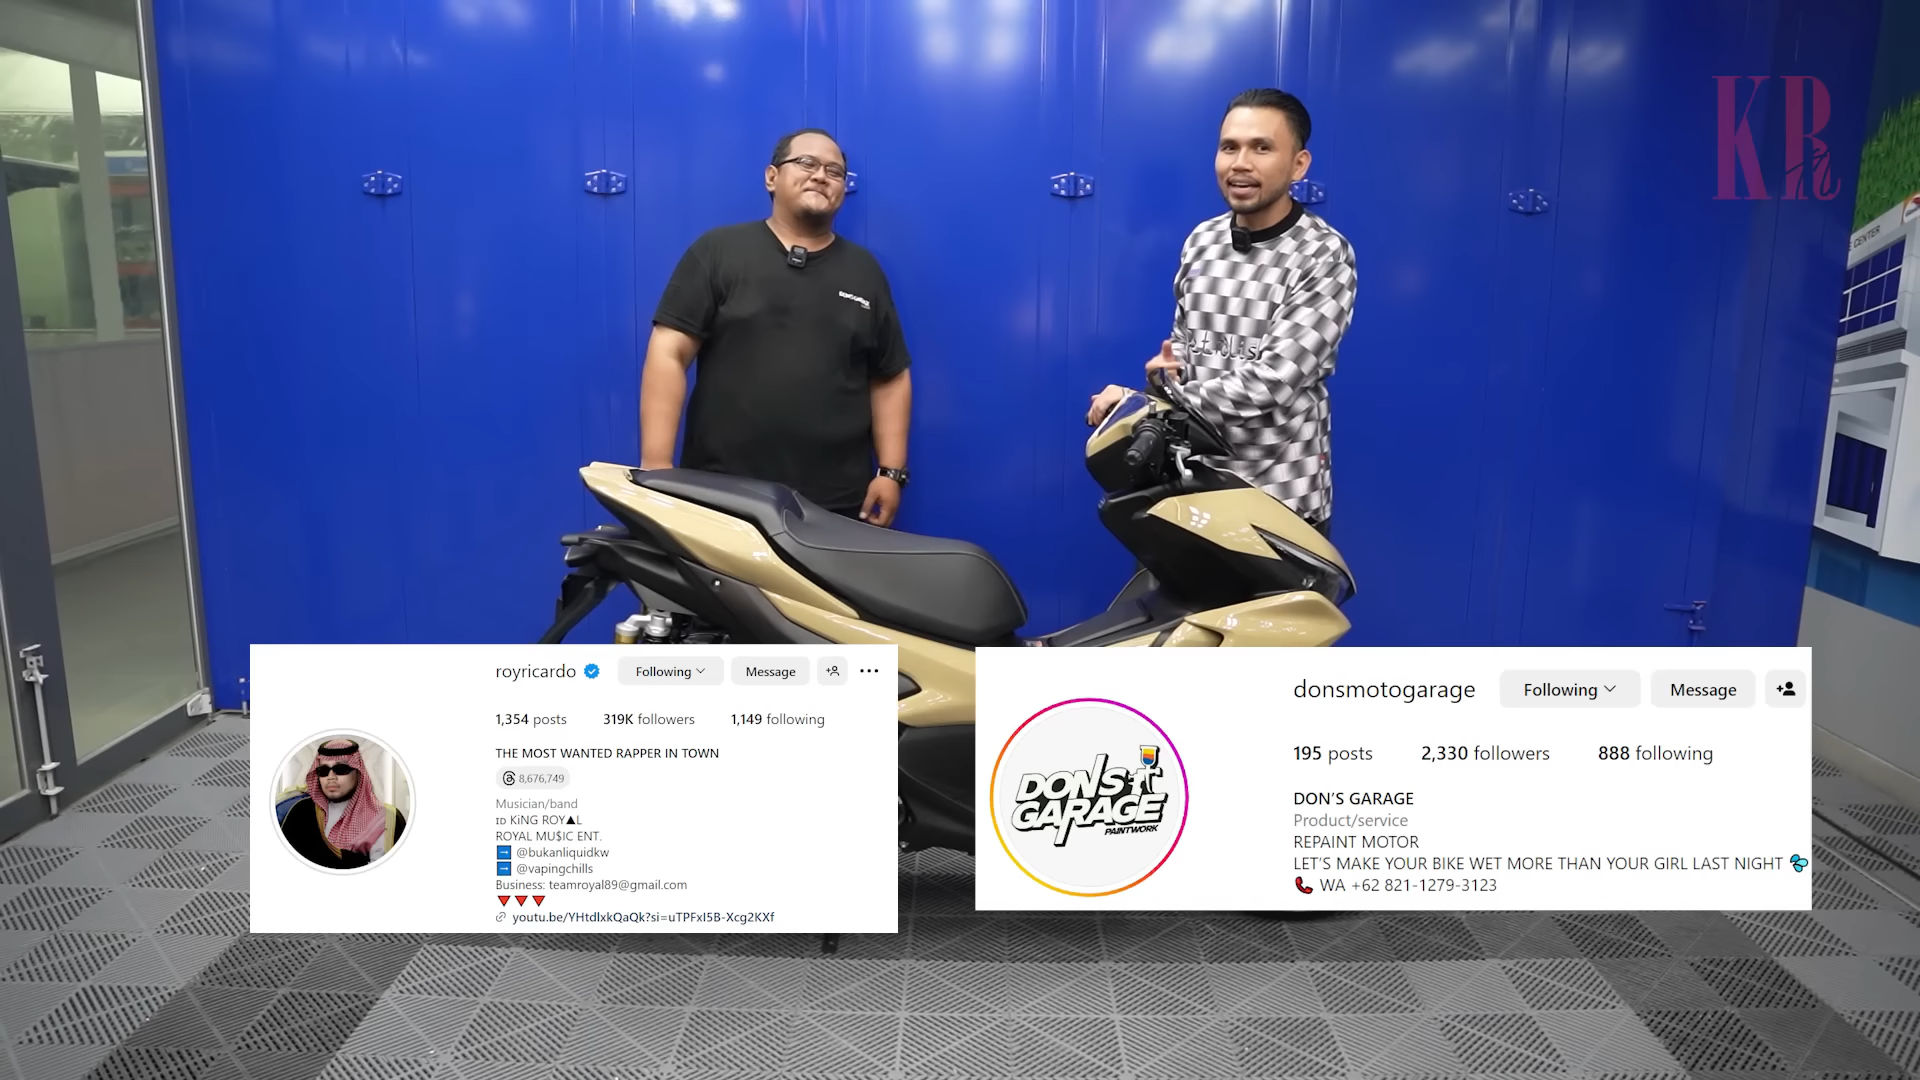 KR
CENTER
DON'S GARAGE
royricardo
Following
Message
1,354 posts
319K followers
1,149 following
THE MOST WANTED RAPPER IN TOWN
8,676,749
Musician/band
ID KiNG ROY▲L
ROYAL MU$IC ENT.
➡ @bukanliquidkw
➡ @vapingchills
Business: teamroyal89@gmail.com
🔻🔻🔻
youtu.be/YHtdlxkQaQk?si=uTPFxI5B-Xcg2KXf
DONS GARAGE
PAINTWORK
donsmotogarage
Following
Message
195 posts
2,330 followers
888 following
DON'S GARAGE
Product/service
REPAINT MOTOR
LET'S MAKE YOUR BIKE WET MORE THAN YOUR GIRL LAST NIGHT 💦
📞 WA +62 821-1279-3123